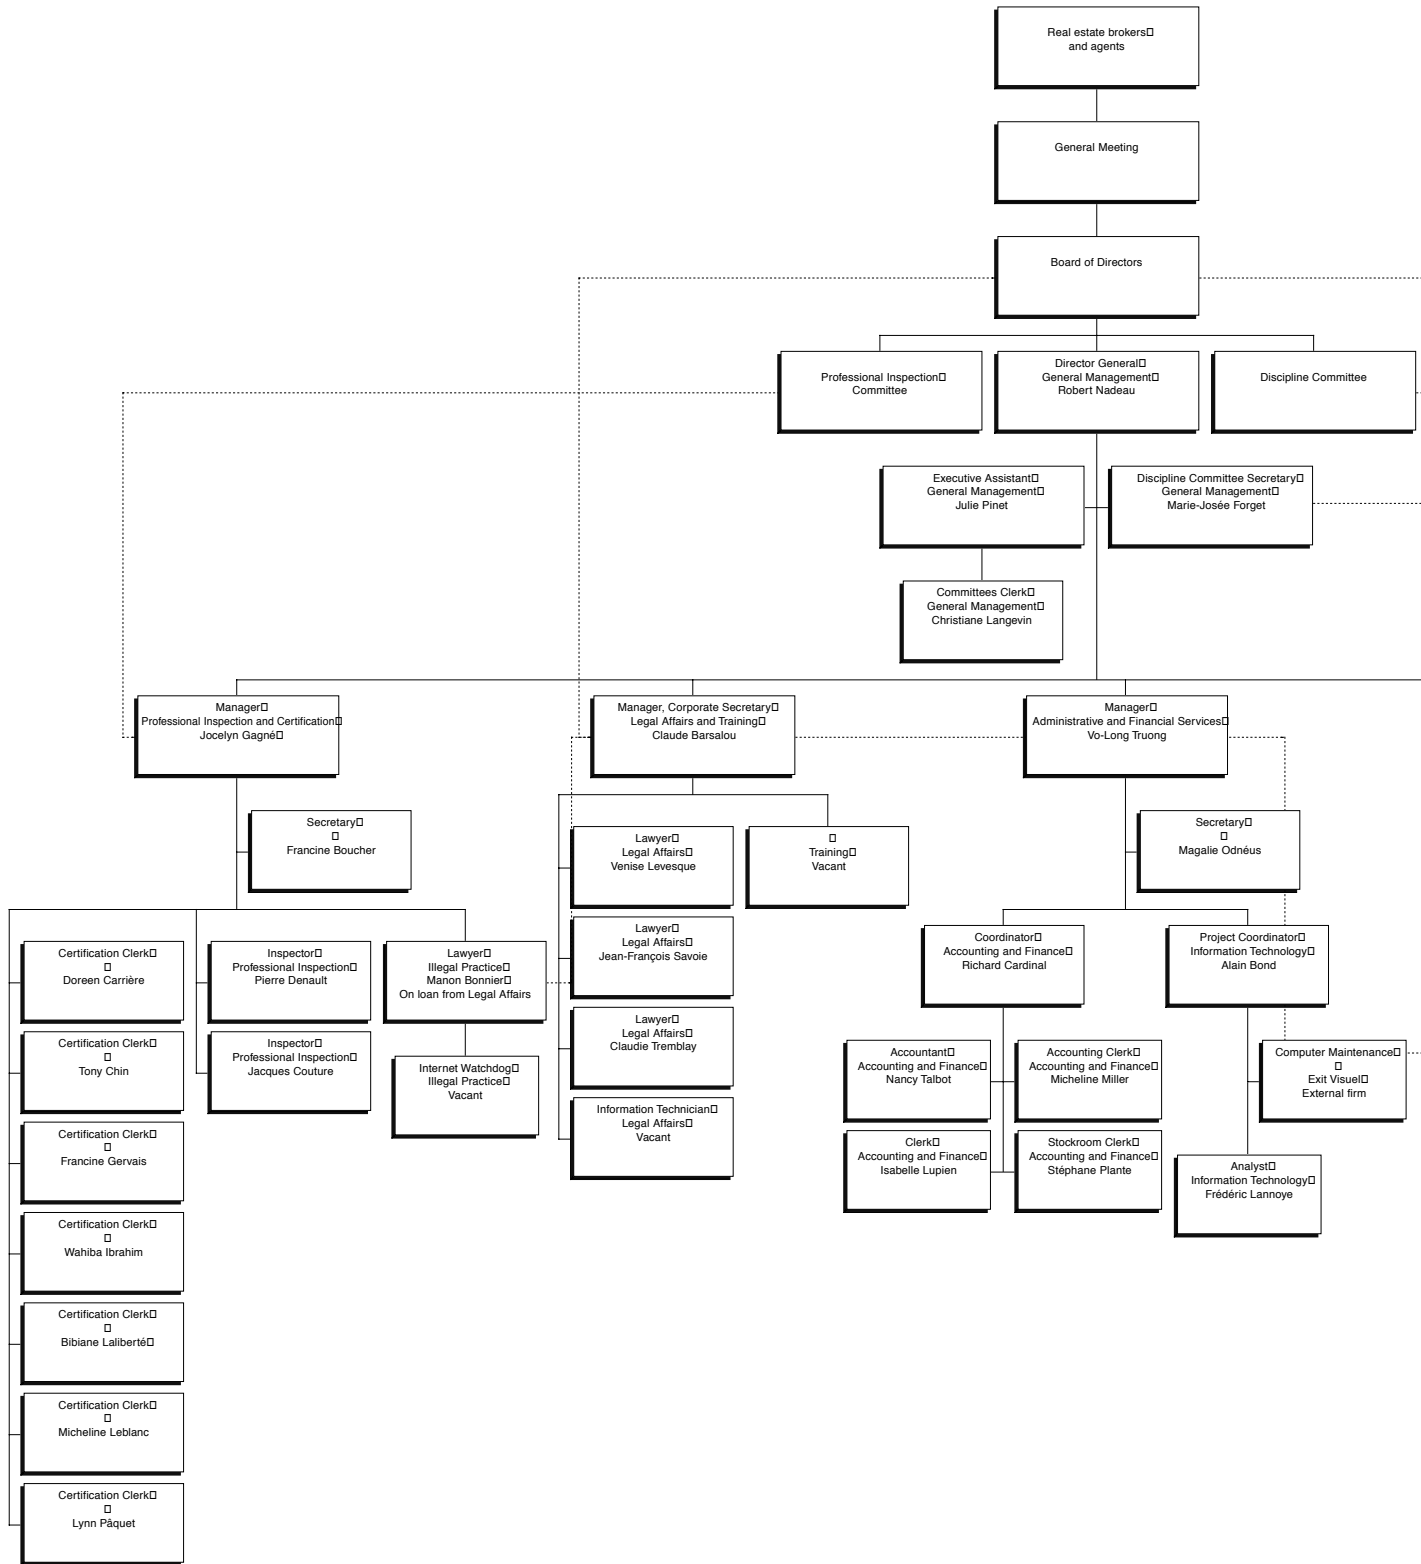 Real estate brokers
and agents
General Meeting
Board of Directors
Professional Inspection
Committee
Director General
General Management
Robert Nadeau
Discipline Committee
Executive Assistant
General Management
Julie Pinet
Discipline Committee Secretary
General Management
Marie-Josée Forget
Committees Clerk
General Management
Christiane Langevin
Manager
Professional Inspection and Certification
Jocelyn Gagné
Manager, Corporate Secretary
Legal Affairs and Training
Claude Barsalou
Manager
Administrative and Financial Services
Vo-Long Truong
Secretary
Francine Boucher
Lawyer
Legal Affairs
Venise Levesque
Training
Vacant
Secretary
Magalie Odnéus
Certification Clerk
Doreen Carrière
Inspector
Professional Inspection
Pierre Denault
Lawyer
Illegal Practice
Manon Bonnier
On loan from Legal Affairs
Lawyer
Legal Affairs
Jean-François Savoie
Coordinator
Accounting and Finance
Richard Cardinal
Project Coordinator
Information Technology
Alain Bond
Certification Clerk
Tony Chin
Inspector
Professional Inspection
Jacques Couture
Internet Watchdog
Illegal Practice
Vacant
Lawyer
Legal Affairs
Claudie Tremblay
Accountant
Accounting and Finance
Nancy Talbot
Accounting Clerk
Accounting and Finance
Micheline Miller
Computer Maintenance
Exit Visuel
External firm
Certification Clerk
Francine Gervais
Information Technician
Legal Affairs
Vacant
Clerk
Accounting and Finance
Isabelle Lupien
Stockroom Clerk
Accounting and Finance
Stéphane Plante
Analyst
Information Technology
Frédéric Lannoye
Certification Clerk
Wahiba Ibrahim
Certification Clerk
Bibiane Laliberté
Certification Clerk
Micheline Leblanc
Certification Clerk
Lynn Pâquet